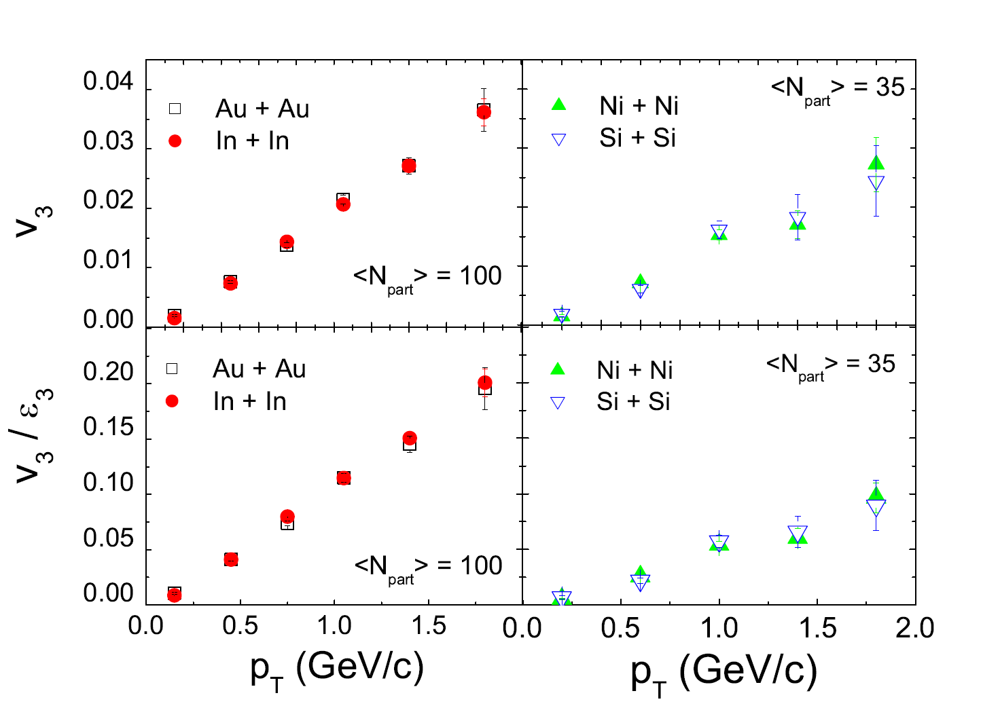 0.04
0.03
0.02
0.01
0.00
v3
Au + Au
In + In
<Npart> = 100
<Npart> = 35
Ni + Ni
Si + Si
0.20
0.15
0.10
0.05
0.00
v3 / ε3
Au + Au
In + In
<Npart> = 100
<Npart> = 35
Ni + Ni
Si + Si
0.0 0.5 1.0 1.5
0.0 0.5 1.0 1.5 2.0
pT (GeV/c)
pT (GeV/c)